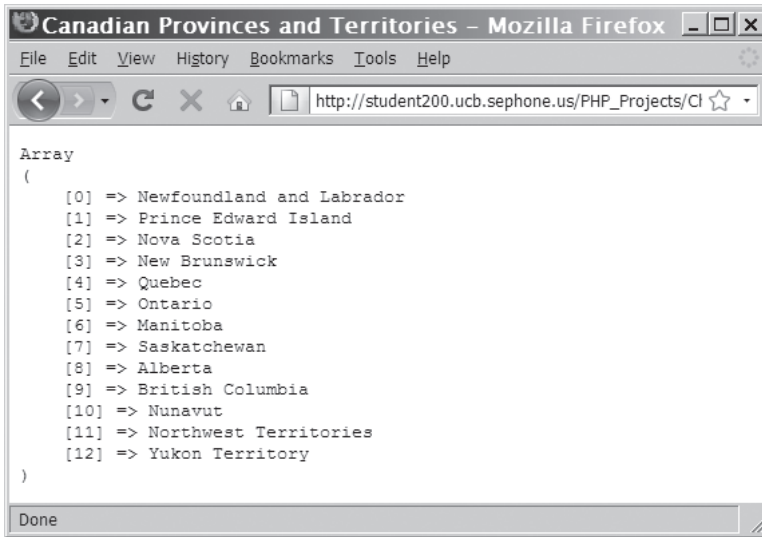 Canadian Provinces and Territories – Mozilla Firefox
File Edit View History Bookmarks Tools Help
http://student200.ucb.sephone.us/PHP_Projects/Cl
Array
(
[0] => Newfoundland and Labrador
[1] => Prince Edward Island
[2] => Nova Scotia
[3] => New Brunswick
[4] => Quebec
[5] => Ontario
[6] => Manitoba
[7] => Saskatchewan
[8] => Alberta
[9] => British Columbia
[10] => Nunavut
[11] => Northwest Territories
[12] => Yukon Territory
)
Done